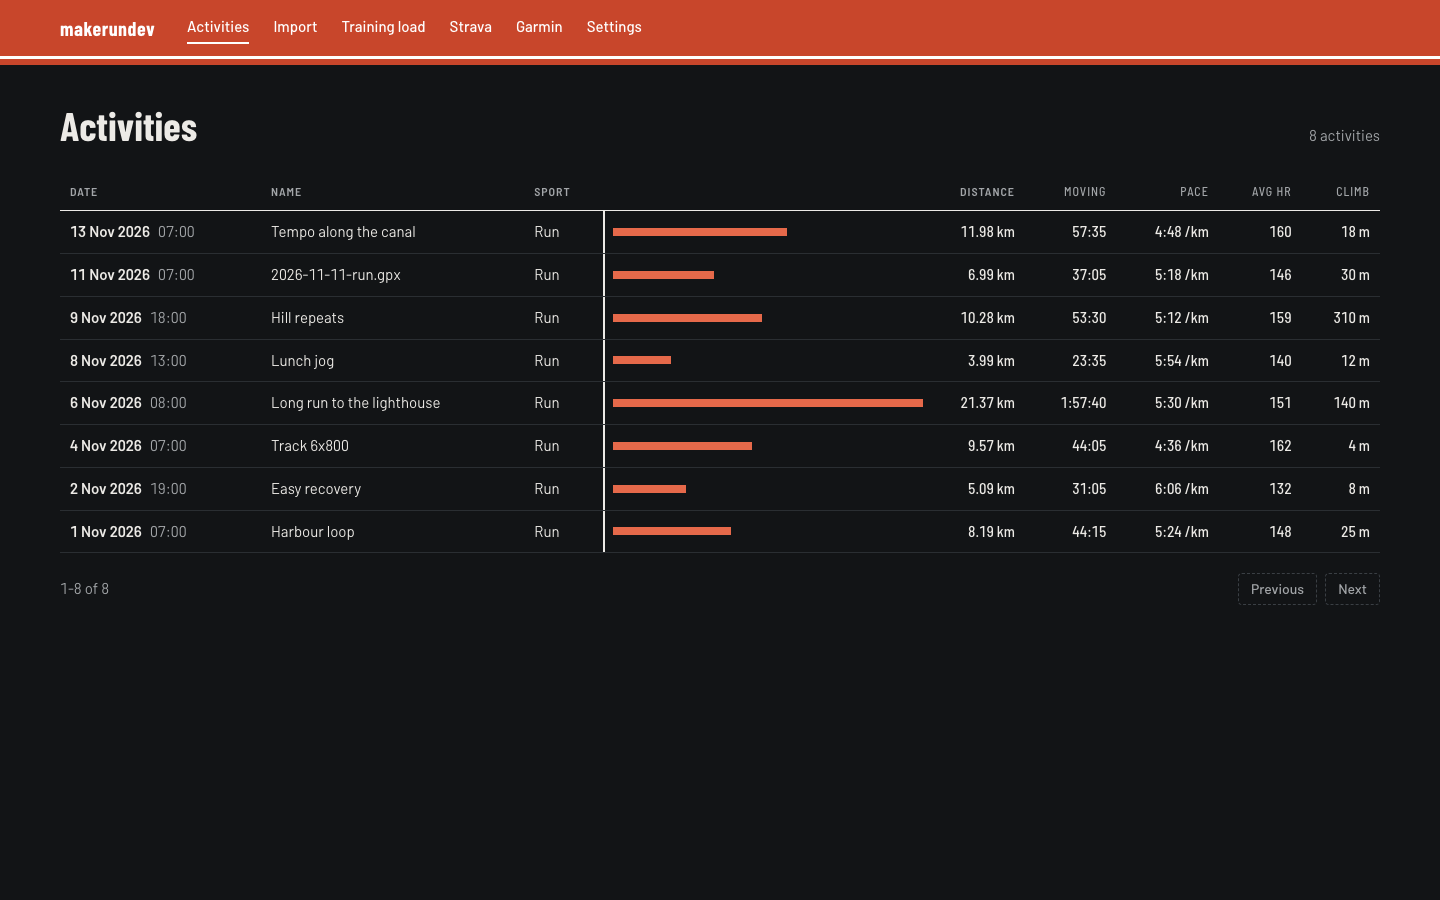 makerundev Activities Import Training load Strava Garmin Settings
Activities
8 activities
DATE NAME SPORT DISTANCE MOVING PACE AVG HR CLIMB
13 Nov 2026 07:00 Tempo along the canal Run 11.98 km 57:35 4:48 /km 160 18 m
11 Nov 2026 07:00 2026-11-11-run.gpx Run 6.99 km 37:05 5:18 /km 146 30 m
9 Nov 2026 18:00 Hill repeats Run 10.28 km 53:30 5:12 /km 159 310 m
8 Nov 2026 13:00 Lunch jog Run 3.99 km 23:35 5:54 /km 140 12 m
6 Nov 2026 08:00 Long run to the lighthouse Run 21.37 km 1:57:40 5:30 /km 151 140 m
4 Nov 2026 07:00 Track 6x800 Run 9.57 km 44:05 4:36 /km 162 4 m
2 Nov 2026 19:00 Easy recovery Run 5.09 km 31:05 6:06 /km 132 8 m
1 Nov 2026 07:00 Harbour loop Run 8.19 km 44:15 5:24 /km 148 25 m
1-8 of 8 Previous Next